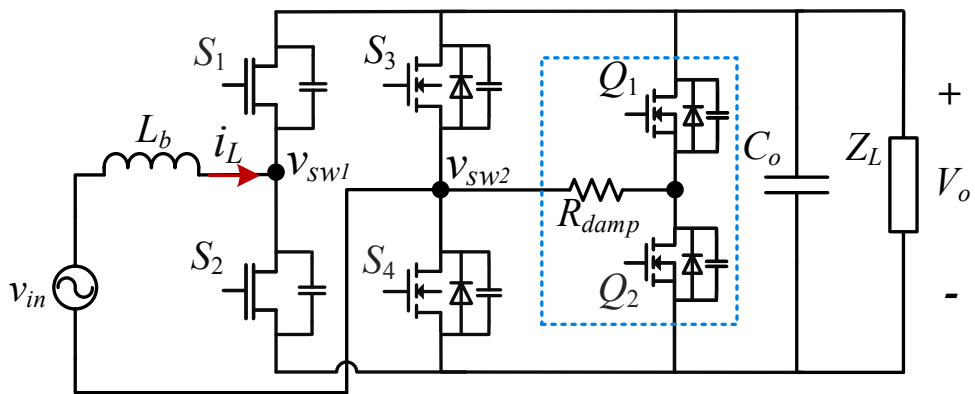 S1
S3
Q1
+
Lb
iL
vsw1
vsw2
Co
ZL
Vo
Rdamp
S2
S4
Q2
vin
-